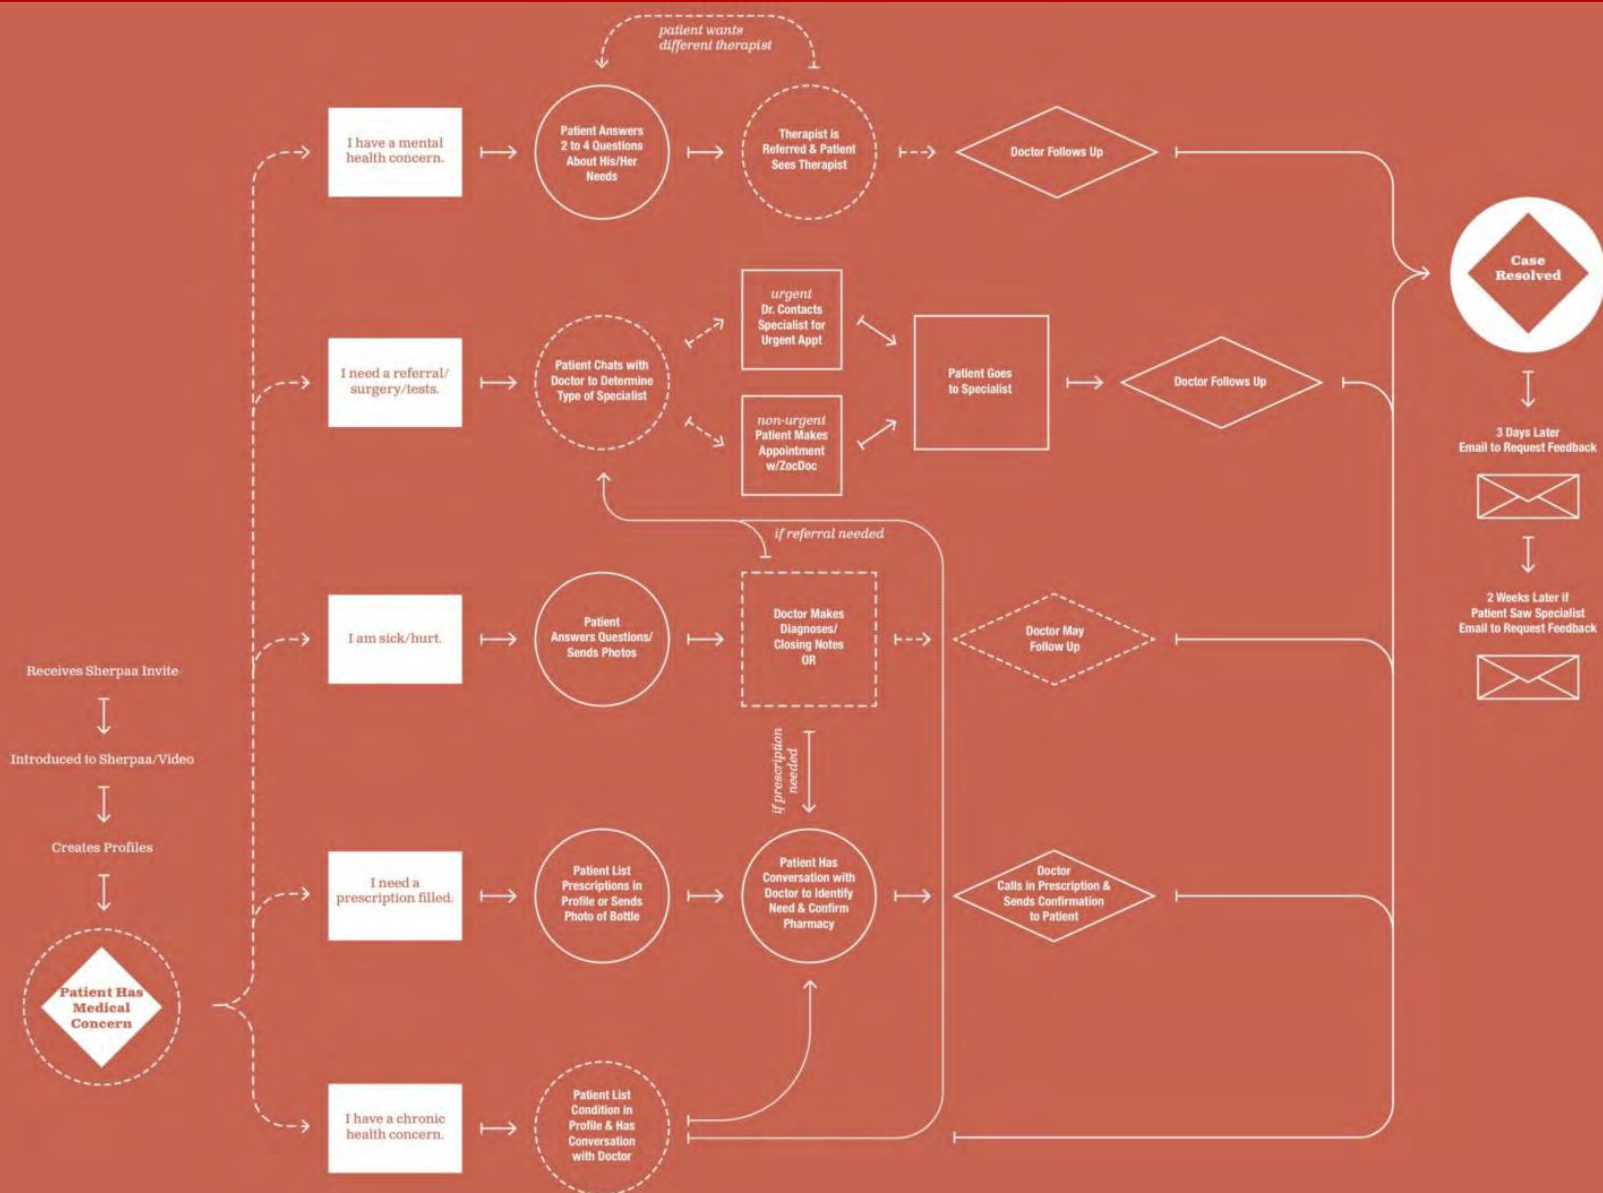 patient wants
different therapist
I have a mental
health concern.
Patient Answers
2 to 4 Questions
About His/Her
Needs
Therapist is
Referred & Patient
Sees Therapist
Doctor Follows Up
Case
Resolved
I need a referral/
surgery/tests.
Patient Chats with
Doctor to Determine
Type of Specialist
urgent
Dr. Contacts
Specialist for
Urgent Appt
non-urgent
Patient Makes
Appointment
w/ZocDoc
Patient Goes
to Specialist
Doctor Follows Up
3 Days Later
Email to Request Feedback
2 Weeks Later if
Patient Saw Specialist
Email to Request Feedback
if referral needed
I am sick/hurt.
Patient
Answers Questions/
Sends Photos
Doctor Makes
Diagnoses/
Closing Notes
OR
Doctor May
Follow Up
if prescription
needed
Receives Sherpaa Invite
Introduced to Sherpaa/Video
Creates Profiles
Patient Has
Medical
Concern
I need a
prescription filled.
Patient List
Prescriptions in
Profile or Sends
Photo of Bottle
Patient Has
Conversation with
Doctor to Identify
Need & Confirm
Pharmacy
Doctor
Calls in Prescription &
Sends Confirmation
to Patient
I have a chronic
health concern.
Patient List
Condition in
Profile & Has
Conversation
with Doctor